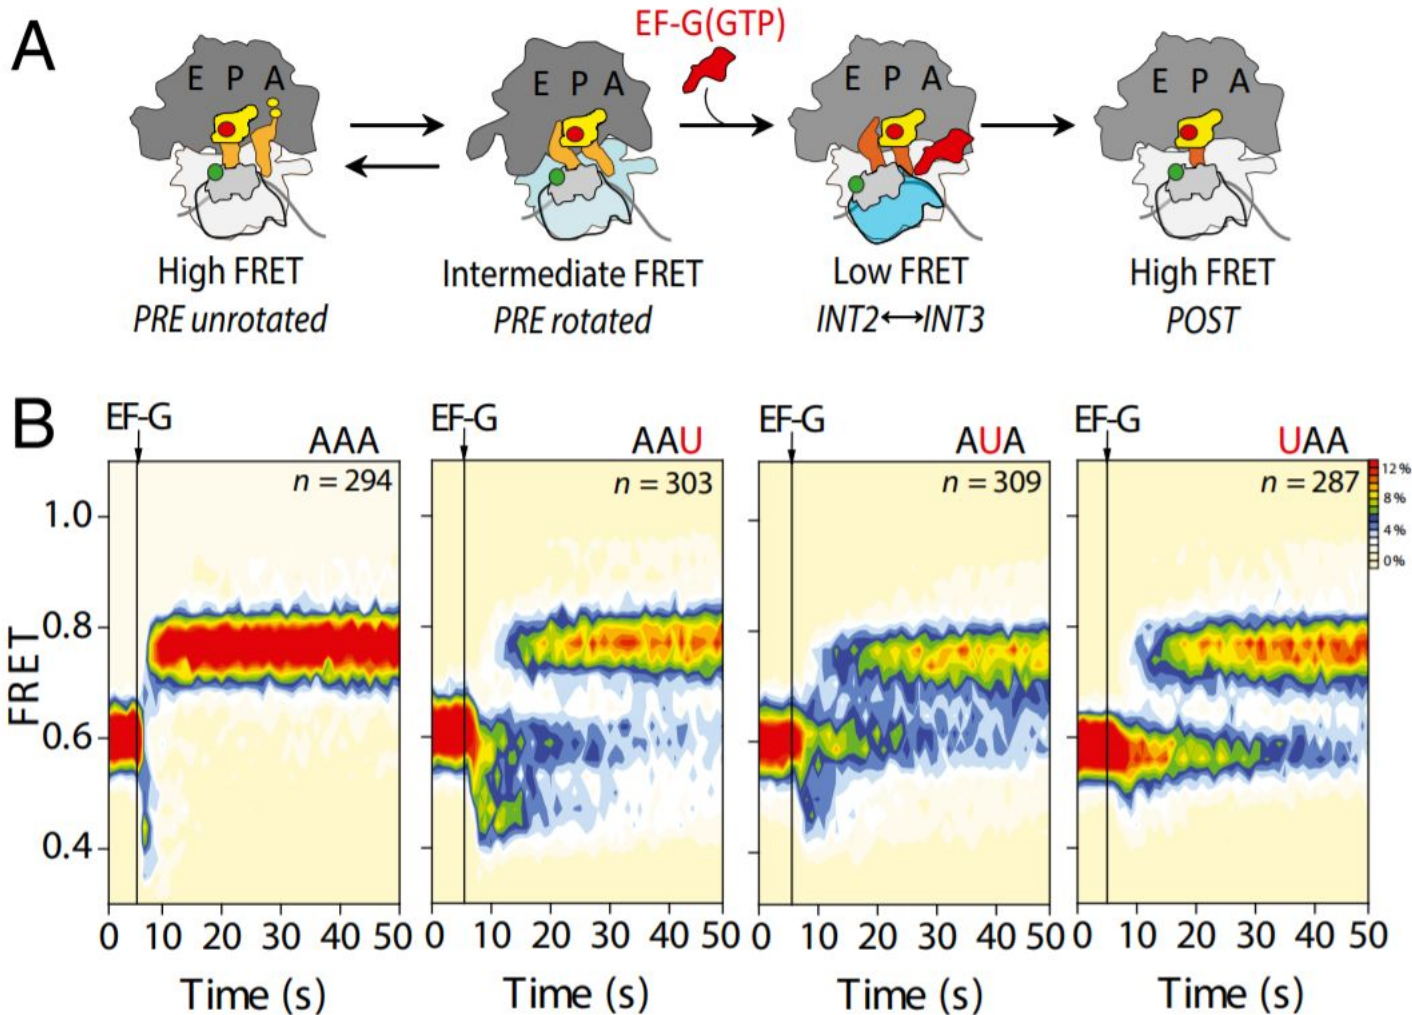 A
EF-G(GTP)
E P A
E P A
E P A
E P A
High FRET
PRE unrotated
Intermediate FRET
PRE rotated
Low FRET
INT2↔INT3
High FRET
POST
B
EF-G
AAA
n = 294
EF-G
AAU
n = 303
EF-G
AUA
n = 309
EF-G
UAA
n = 287
12%
8%
4%
0%
FRET
1.0
0.8
0.6
0.4
0 10 20 30 40 50
Time (s)
0 10 20 30 40 50
Time (s)
0 10 20 30 40 50
Time (s)
0 10 20 30 40 50
Time (s)